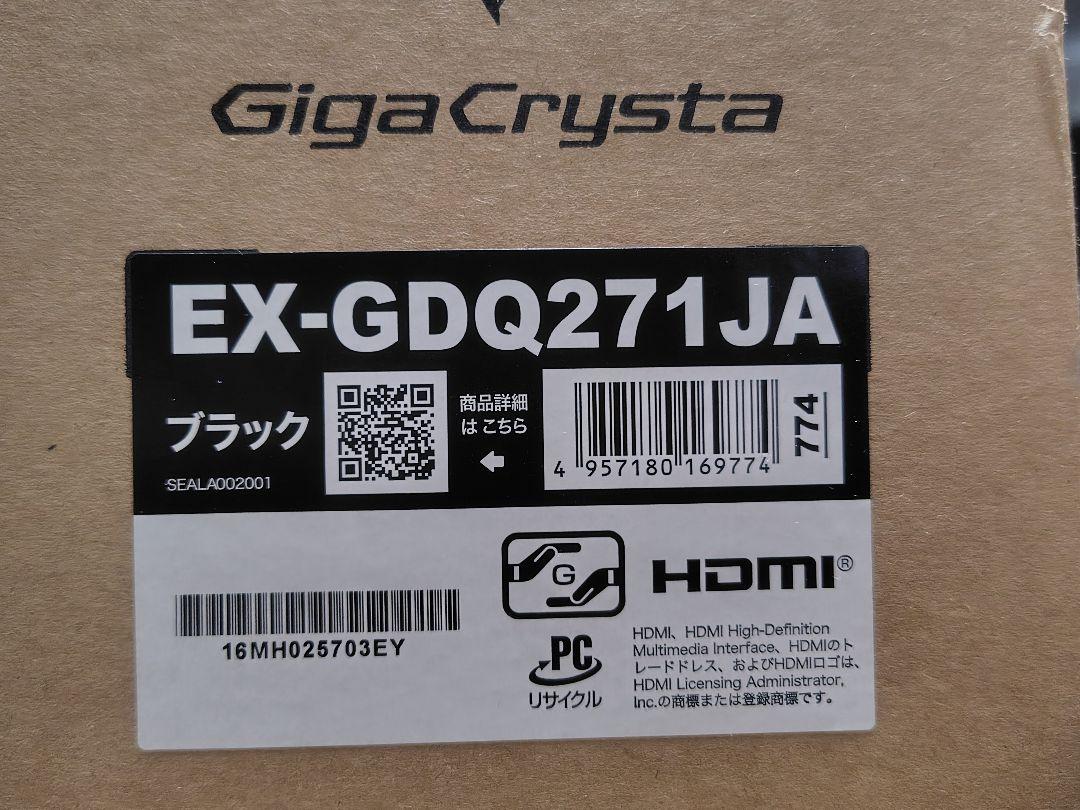 GigaCrysta
EX-GDQ271JA
ブラック
SEALA002001
商品詳細
は こちら
4 957180 169774
774
16MH025703EY
G
HDMI®
PC
リサイクル
HDMI、HDMI High-Definition
Multimedia Interface、HDMIのト
レードドレス、およびHDMIロゴは、
HDMI Licensing Administrator,
Inc.の商標または登録商標です。